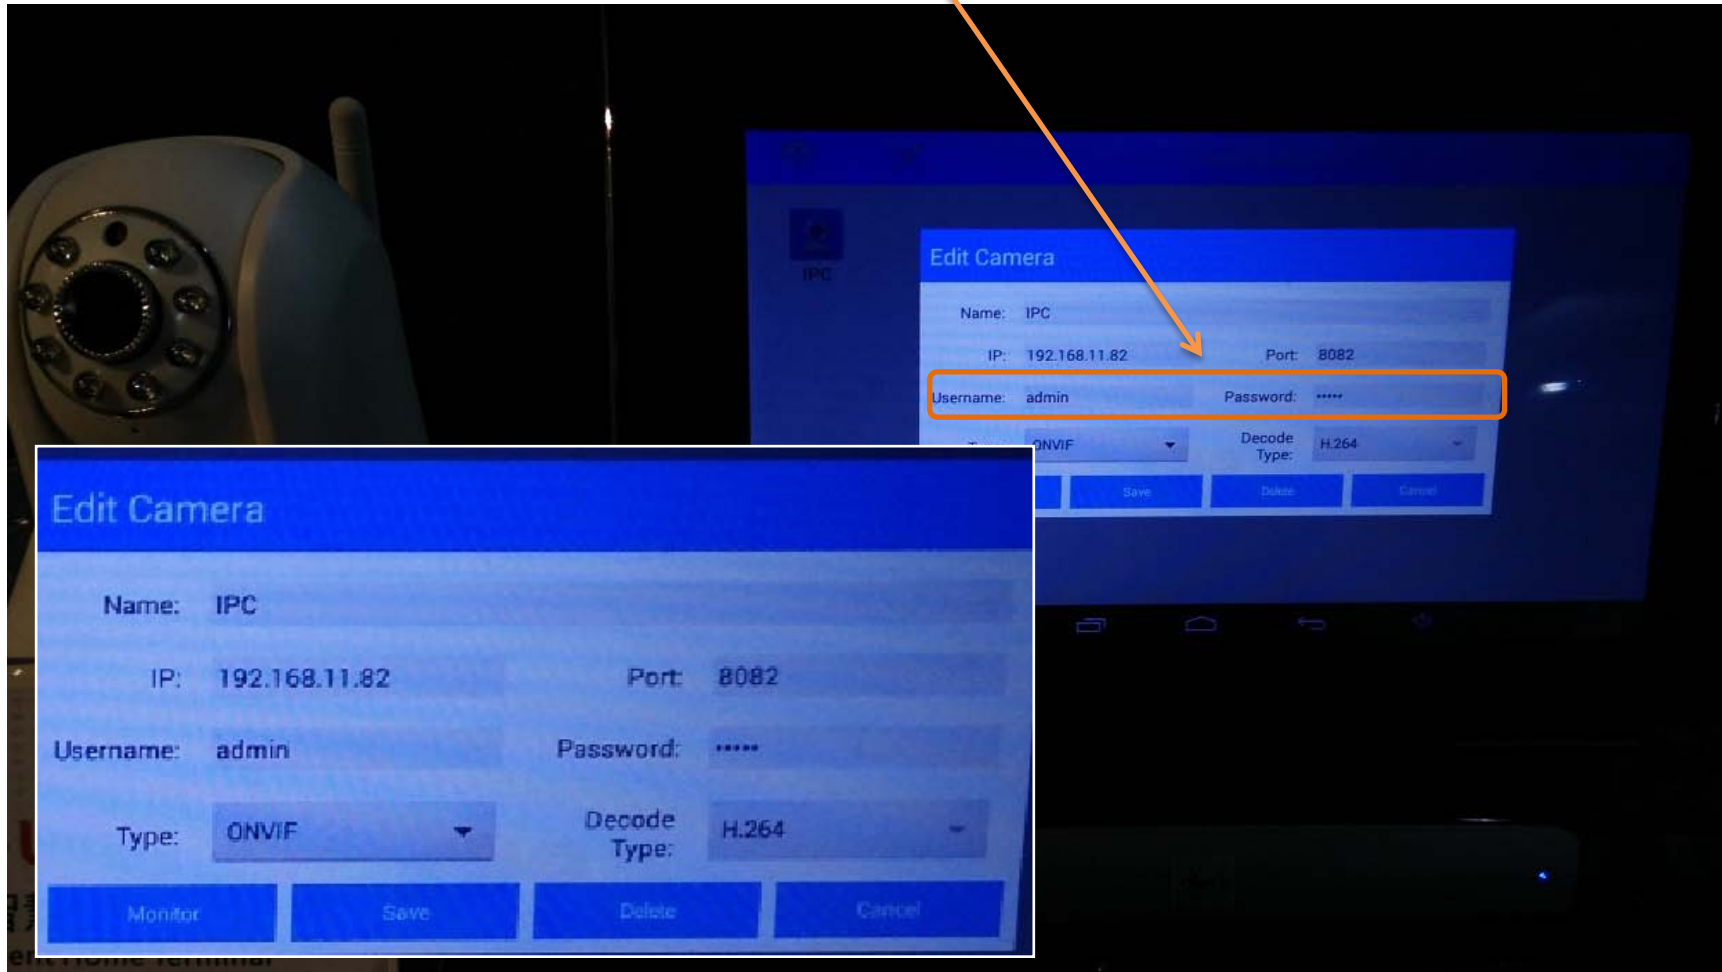 IPC
Edit Camera
Name: IPC
IP: 192.168.11.82 Port: 8082
Username: admin Password: •••••
ONVIF Decode Type: H.264
Save Delete Cancel
Edit Camera
Name: IPC
IP: 192.168.11.82 Port: 8082
Username: admin Password: •••••
Type: ONVIF Decode Type: H.264
Monitor Save Delete Cancel